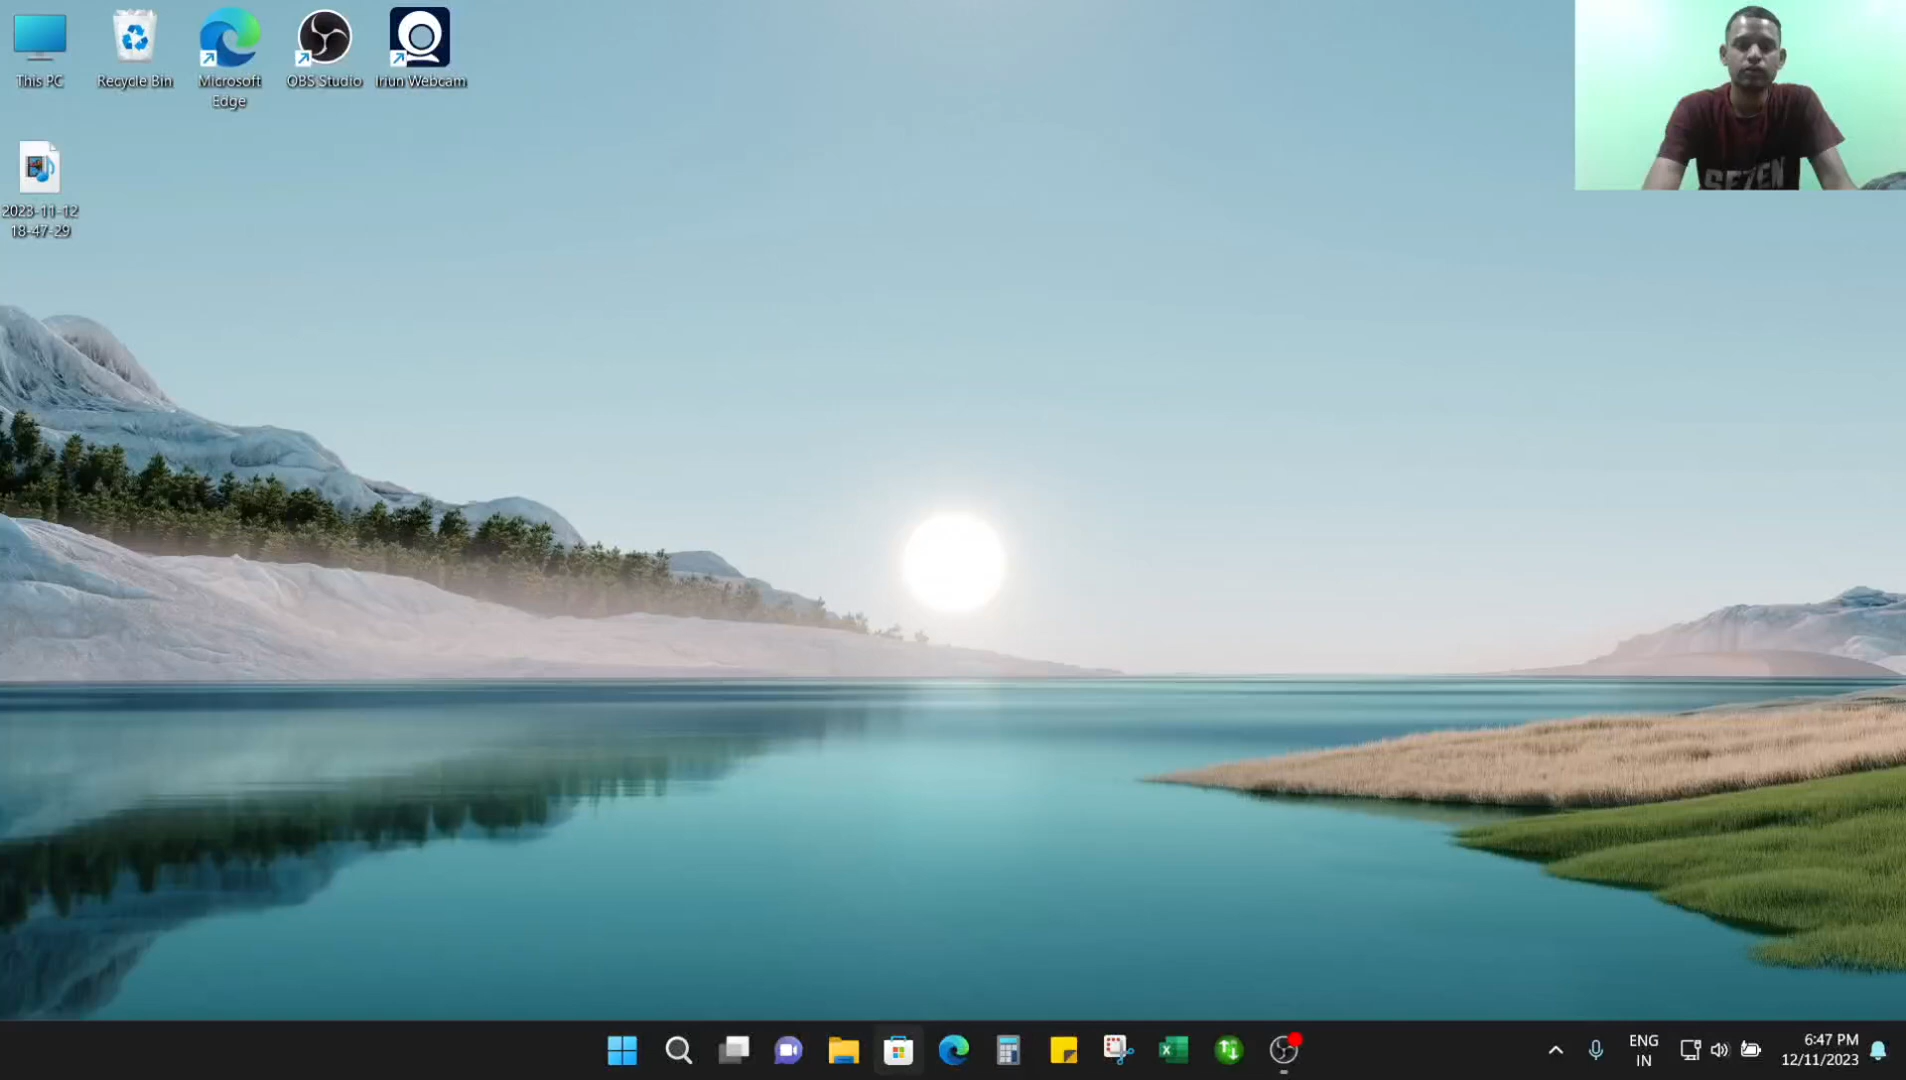 This PC
Recycle Bin
Microsoft
Edge
OBS Studio
Iriun Webcam
2023-11-12
18-47-29
SEZEN
ENG
IN
6:47 PM
12/11/2023